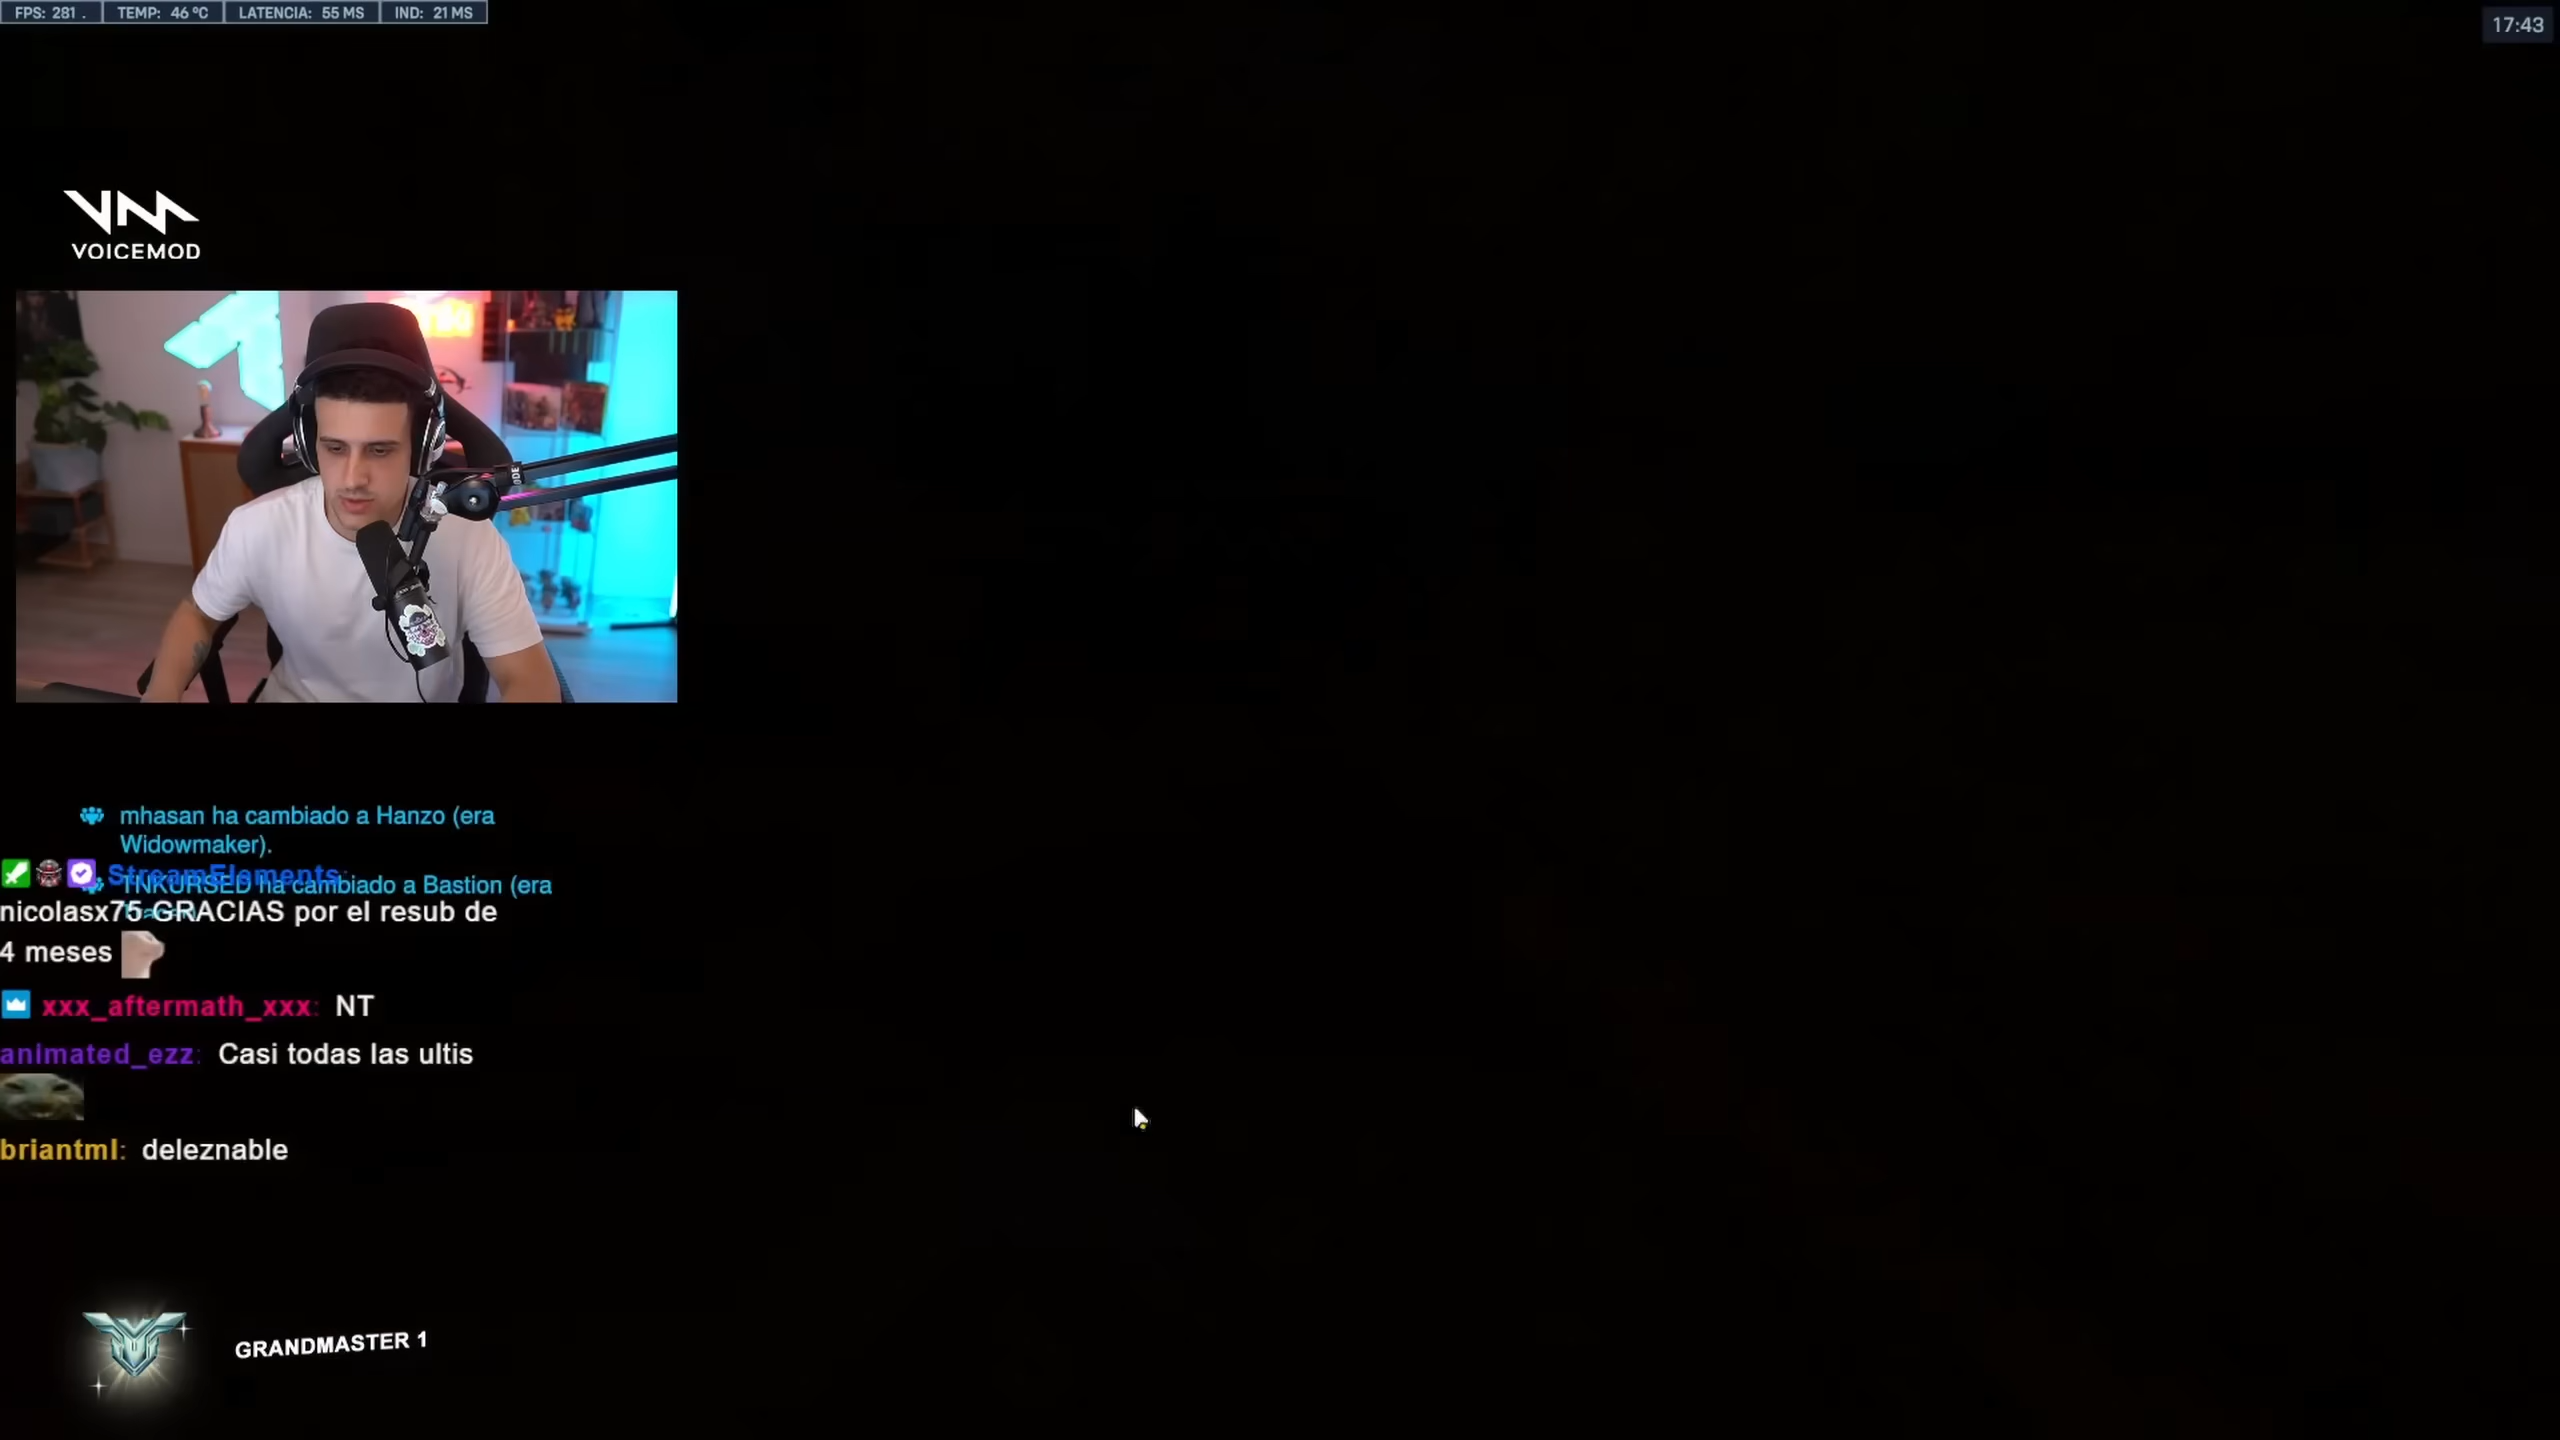 FPS: 281 . TEMP: 46 ºC LATENCIA: 55 MS IND: 21 MS
17:43
VOICEMOD
mhasan ha cambiado a Hanzo (era
Widowmaker).
StreamElements:
TNKURSED ha cambiado a Bastion (era
nicolasx75 GRACIAS por el resub de
4 meses
xxx_aftermath_xxx: NT
animated_ezz: Casi todas las ultis
briantml: deleznable
GRANDMASTER 1